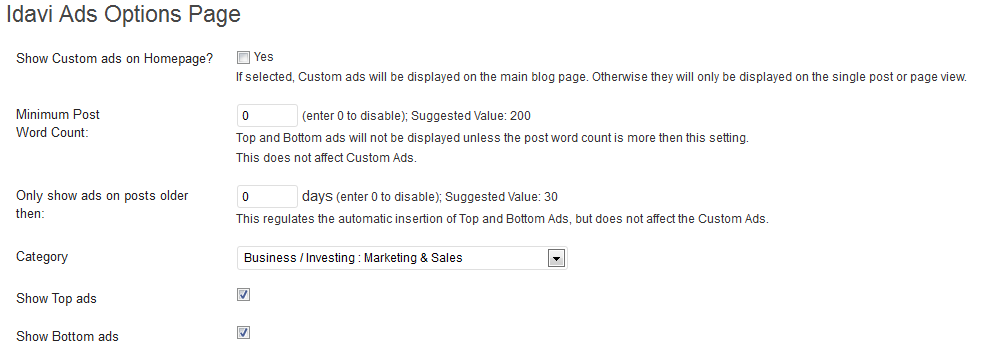 Idavi Ads Options Page
Show Custom ads on Homepage? Yes
If selected, Custom ads will be displayed on the main blog page. Otherwise they will only be displayed on the single post or page view.
Minimum Post
Word Count:
0 (enter 0 to disable); Suggested Value: 200
Top and Bottom ads will not be displayed unless the post word count is more then this setting.
This does not affect Custom Ads.
Only show ads on posts older
then:
0 days (enter 0 to disable); Suggested Value: 30
This regulates the automatic insertion of Top and Bottom Ads, but does not affect the Custom Ads.
Category Business / Investing : Marketing & Sales
Show Top ads
Show Bottom ads